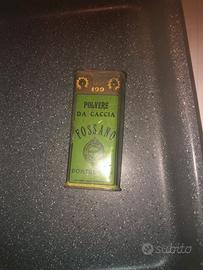 100
POLVERE
DA CACCIA
FOSSANO
subito